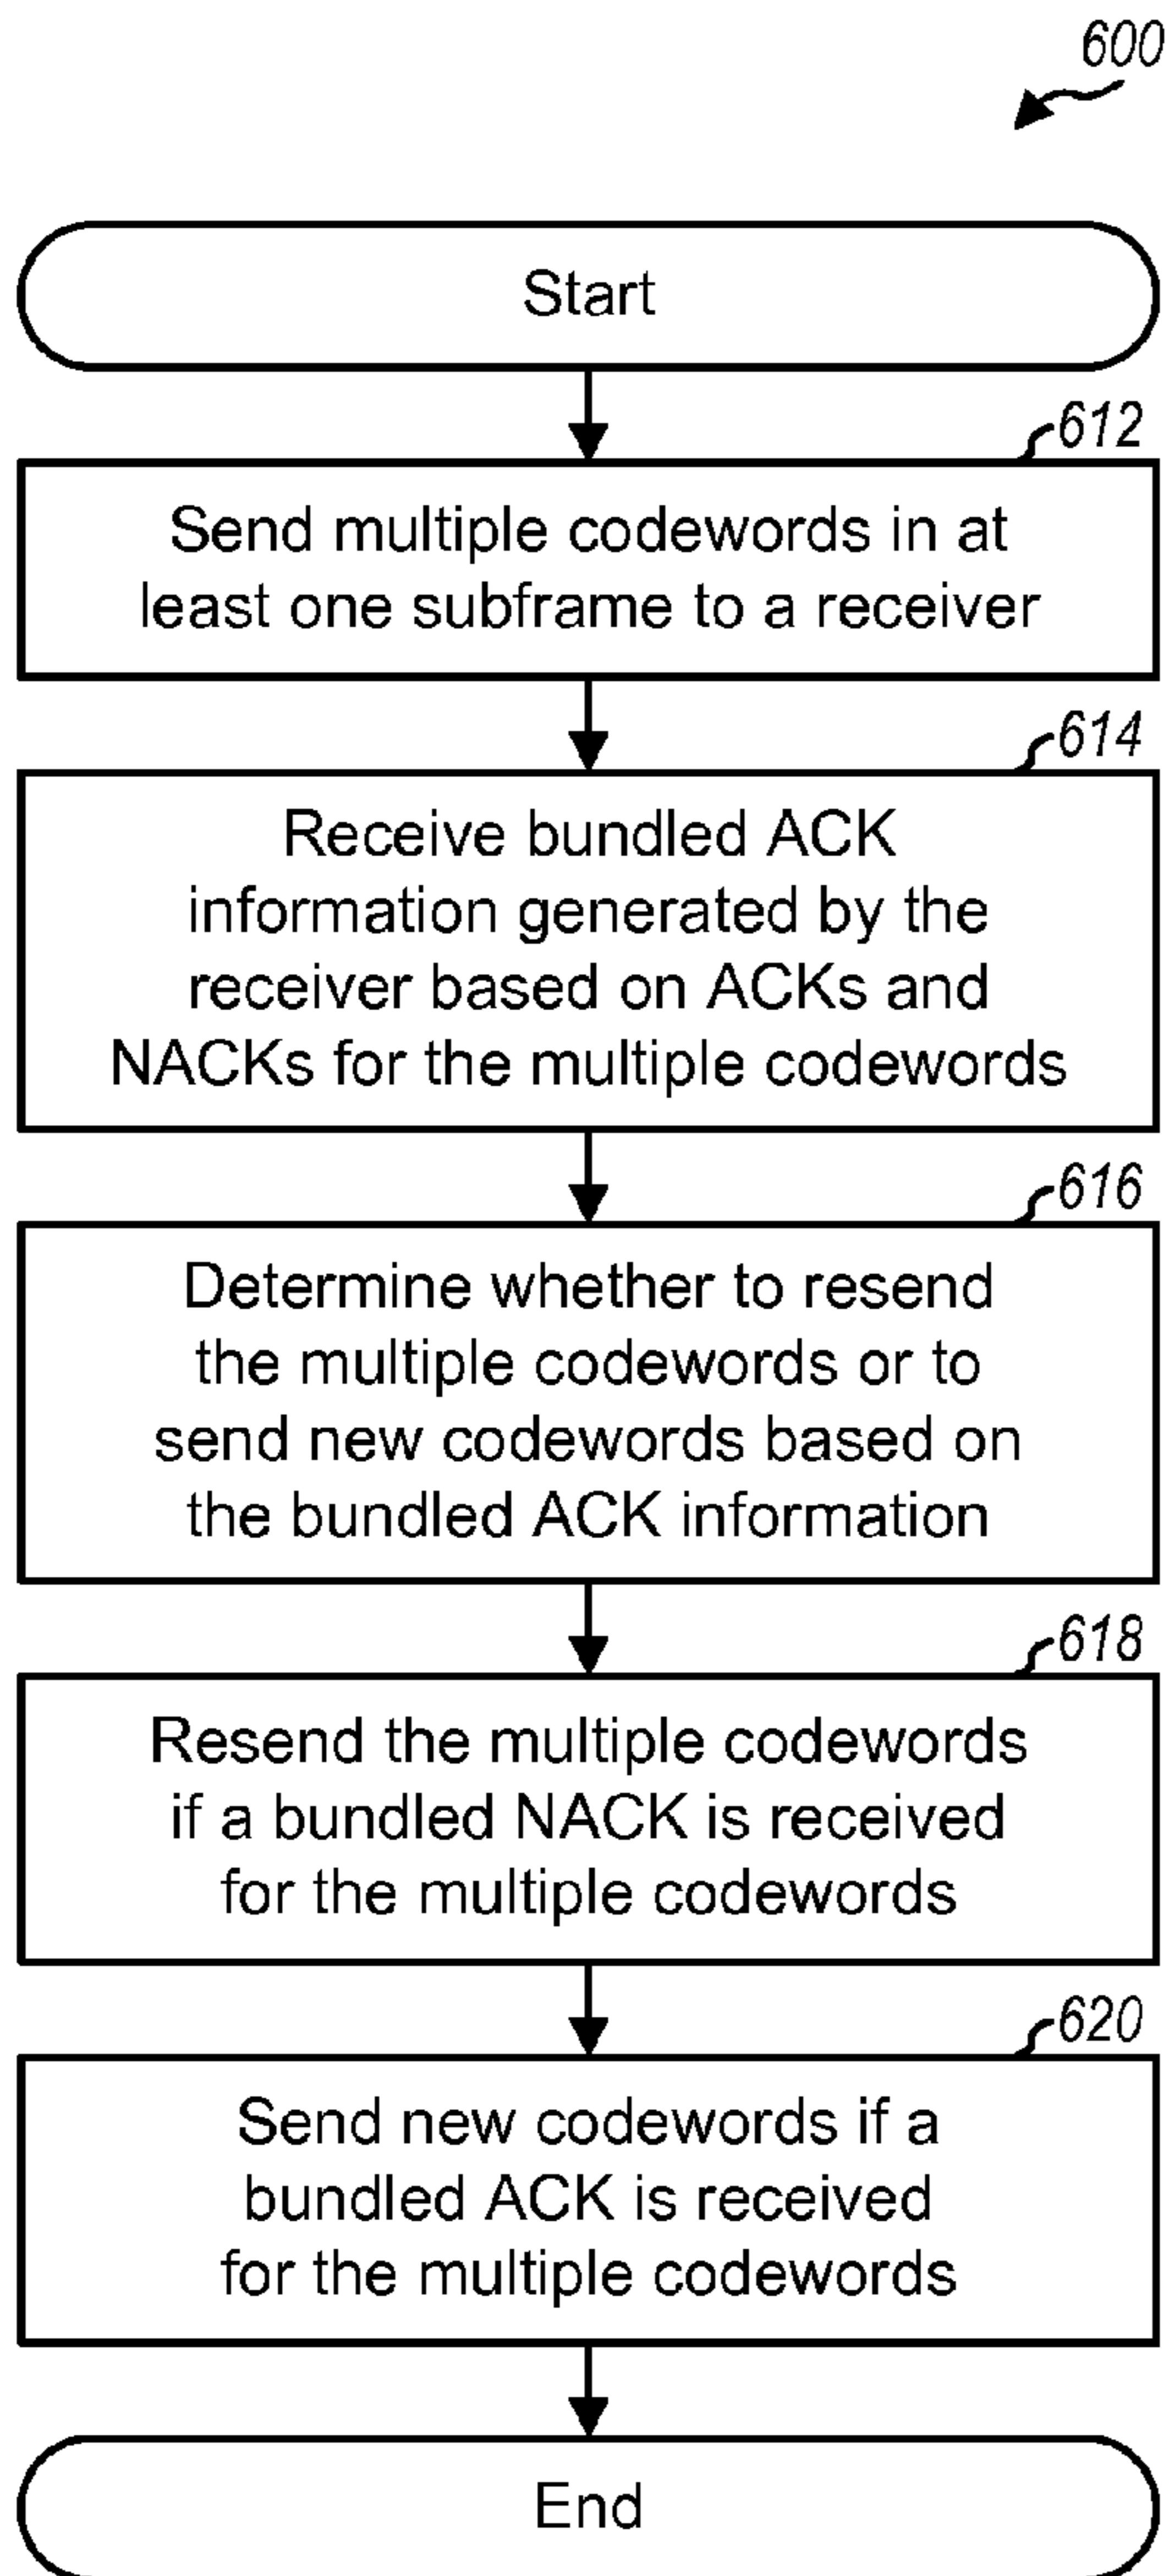 600
Start
612
Send multiple codewords in at
least one subframe to a receiver
614
Receive bundled ACK
information generated by the
receiver based on ACKs and
NACKs for the multiple codewords
616
Determine whether to resend
the multiple codewords or to
send new codewords based on
the bundled ACK information
618
Resend the multiple codewords
if a bundled NACK is received
for the multiple codewords
620
Send new codewords if a
bundled ACK is received
for the multiple codewords
End